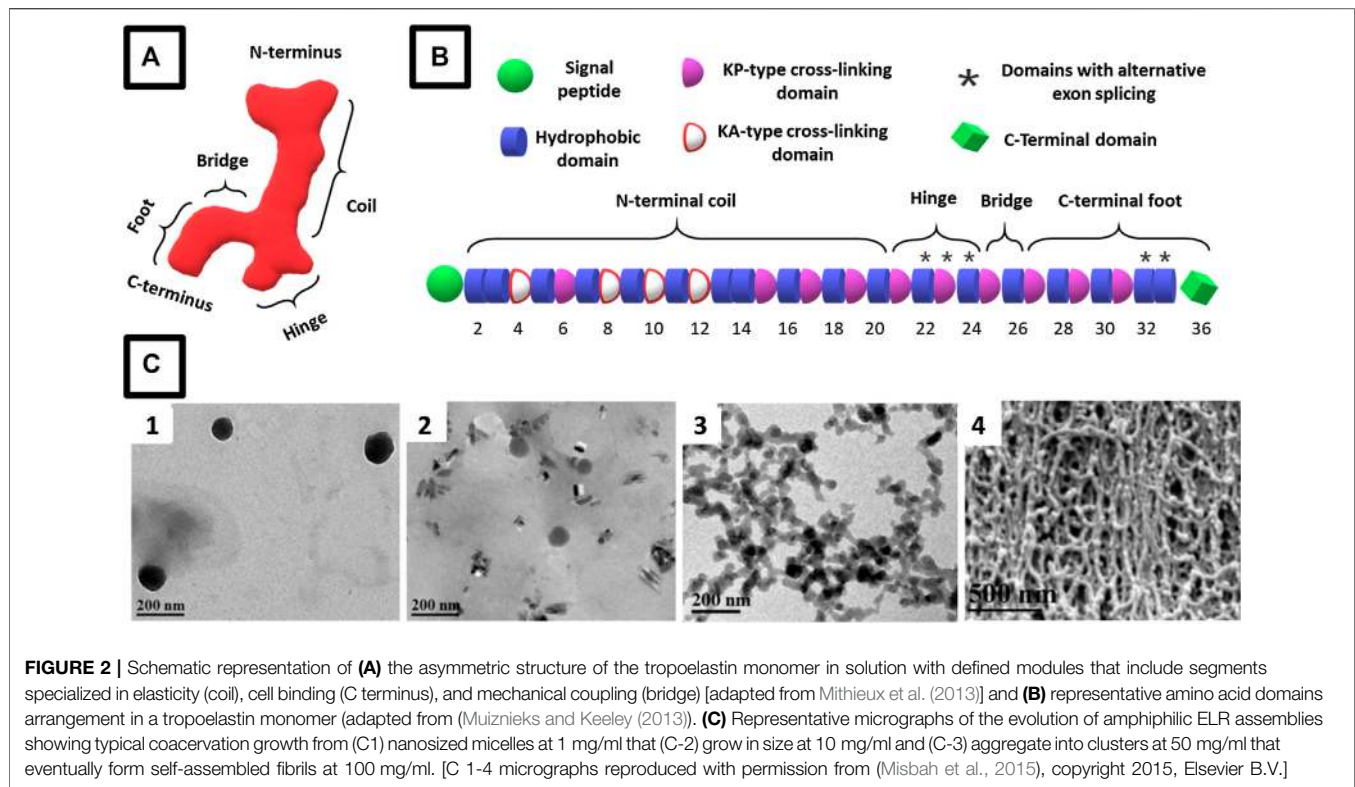 A
N-terminus
Bridge
Foot
Coil
C-terminus
Hinge
B
Signal
peptide
KP-type cross-linking
domain
*
Domains with alternative
exon splicing
Hydrophobic
domain
KA-type cross-linking
domain
C-Terminal domain
N-terminal coil
Hinge
Bridge
C-terminal foot
* * * * *
2 4 6 8 10 12 14 16 18 20 22 24 26 28 30 32 36
C
1
200 nm
2
200 nm
3
200 nm
4
500 nm
FIGURE 2 | Schematic representation of (A) the asymmetric structure of the tropoelastin monomer in solution with defined modules that include segments
specialized in elasticity (coil), cell binding (C terminus), and mechanical coupling (bridge) [adapted from Mithieux et al. (2013)] and (B) representative amino acid domains
arrangement in a tropoelastin monomer (adapted from (Muiznieks and Keeley (2013)). (C) Representative micrographs of the evolution of amphiphilic ELR assemblies
showing typical coacervation growth from (C1) nanosized micelles at 1 mg/ml that (C-2) grow in size at 10 mg/ml and (C-3) aggregate into clusters at 50 mg/ml that
eventually form self-assembled fibrils at 100 mg/ml. [C 1-4 micrographs reproduced with permission from (Misbah et al., 2015), copyright 2015, Elsevier B.V.]